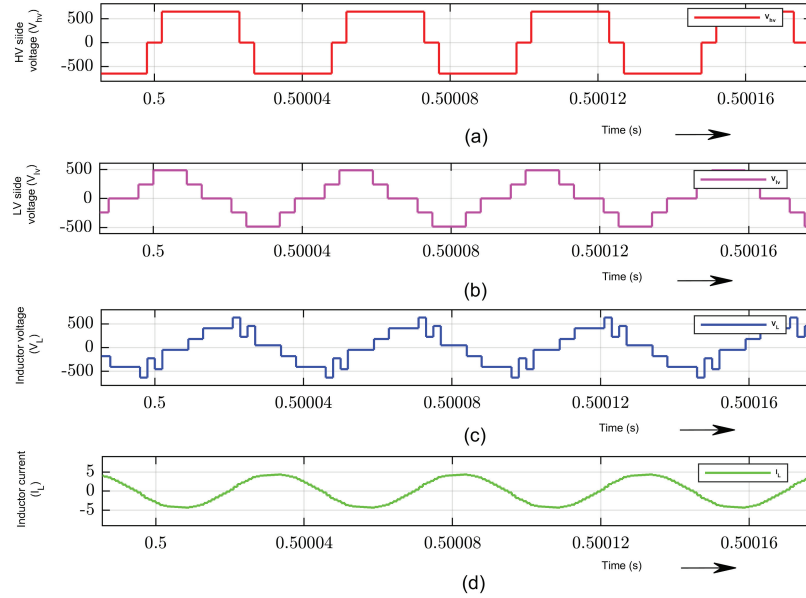 HV siide
voltage (Vhv)
500
0
-500
Vhv
0.5 0.50004 0.50008 0.50012 0.50016
(a)
Time (s)
LV siide
voltage (Vlv)
500
0
-500
Vlv
0.5 0.50004 0.50008 0.50012 0.50016
(b)
Time (s)
Inductor voltage
(VL)
500
0
-500
VL
0.5 0.50004 0.50008 0.50012 0.50016
(c)
Time (s)
Inductor current
(IL)
5
0
-5
IL
0.5 0.50004 0.50008 0.50012 0.50016
(d)
Time (s)